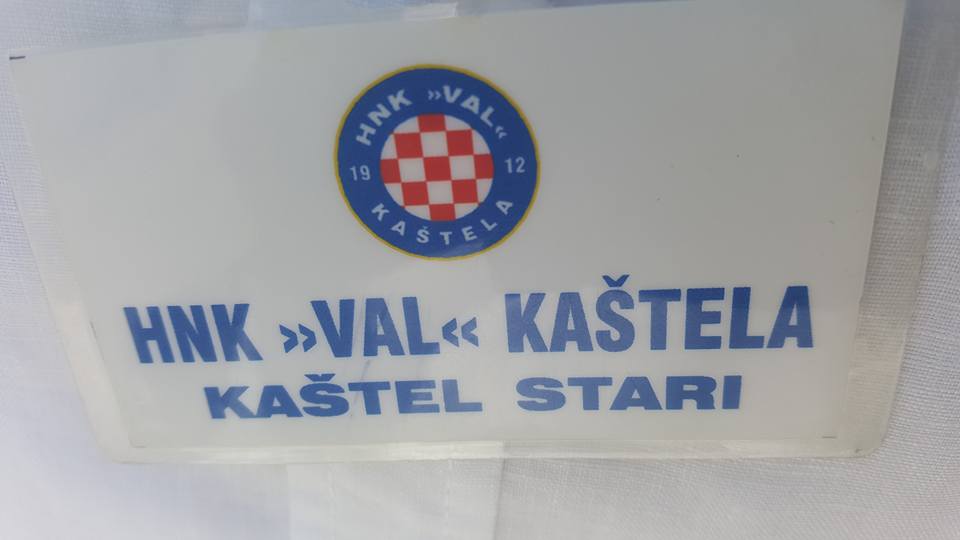 HNK »VAL«
19 12
KAŠTELA
HNK »VAL« KAŠTELA
KAŠTEL STARI